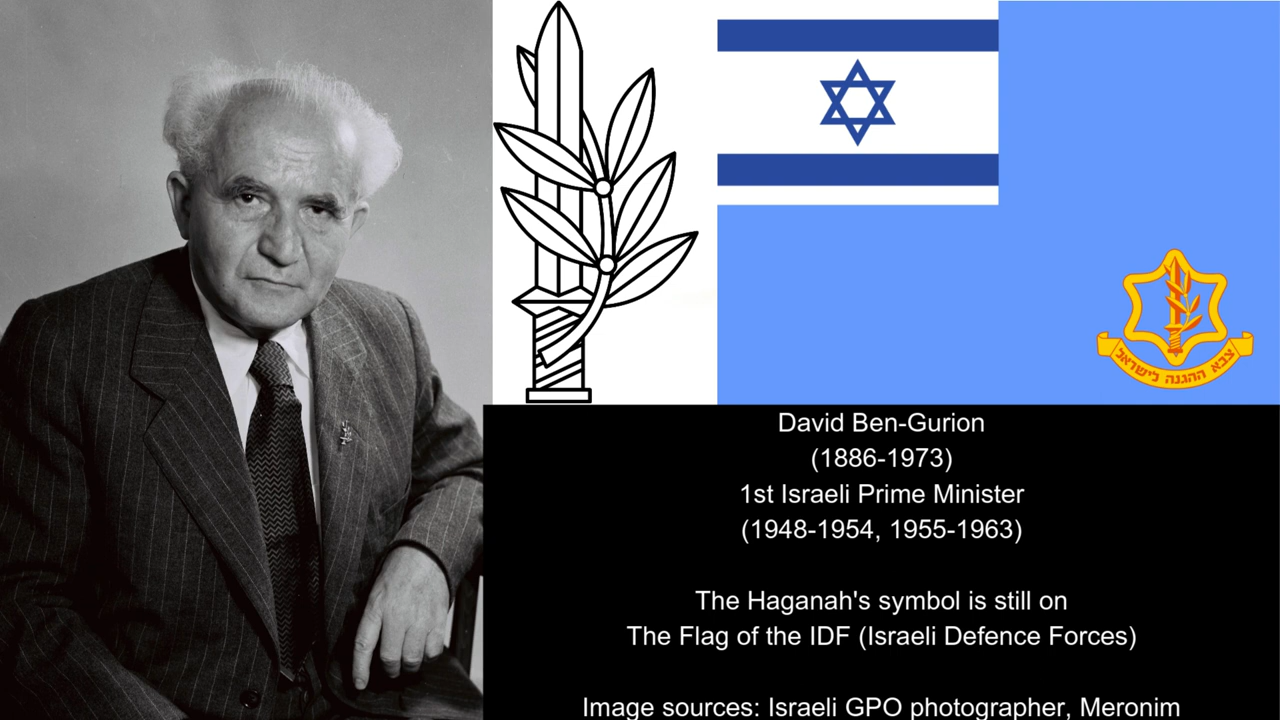 צבא ההגנה לישראל
David Ben-Gurion
(1886-1973)
1st Israeli Prime Minister
(1948-1954, 1955-1963)
The Haganah's symbol is still on
The Flag of the IDF (Israeli Defence Forces)
Image sources: Israeli GPO photographer, Meronim